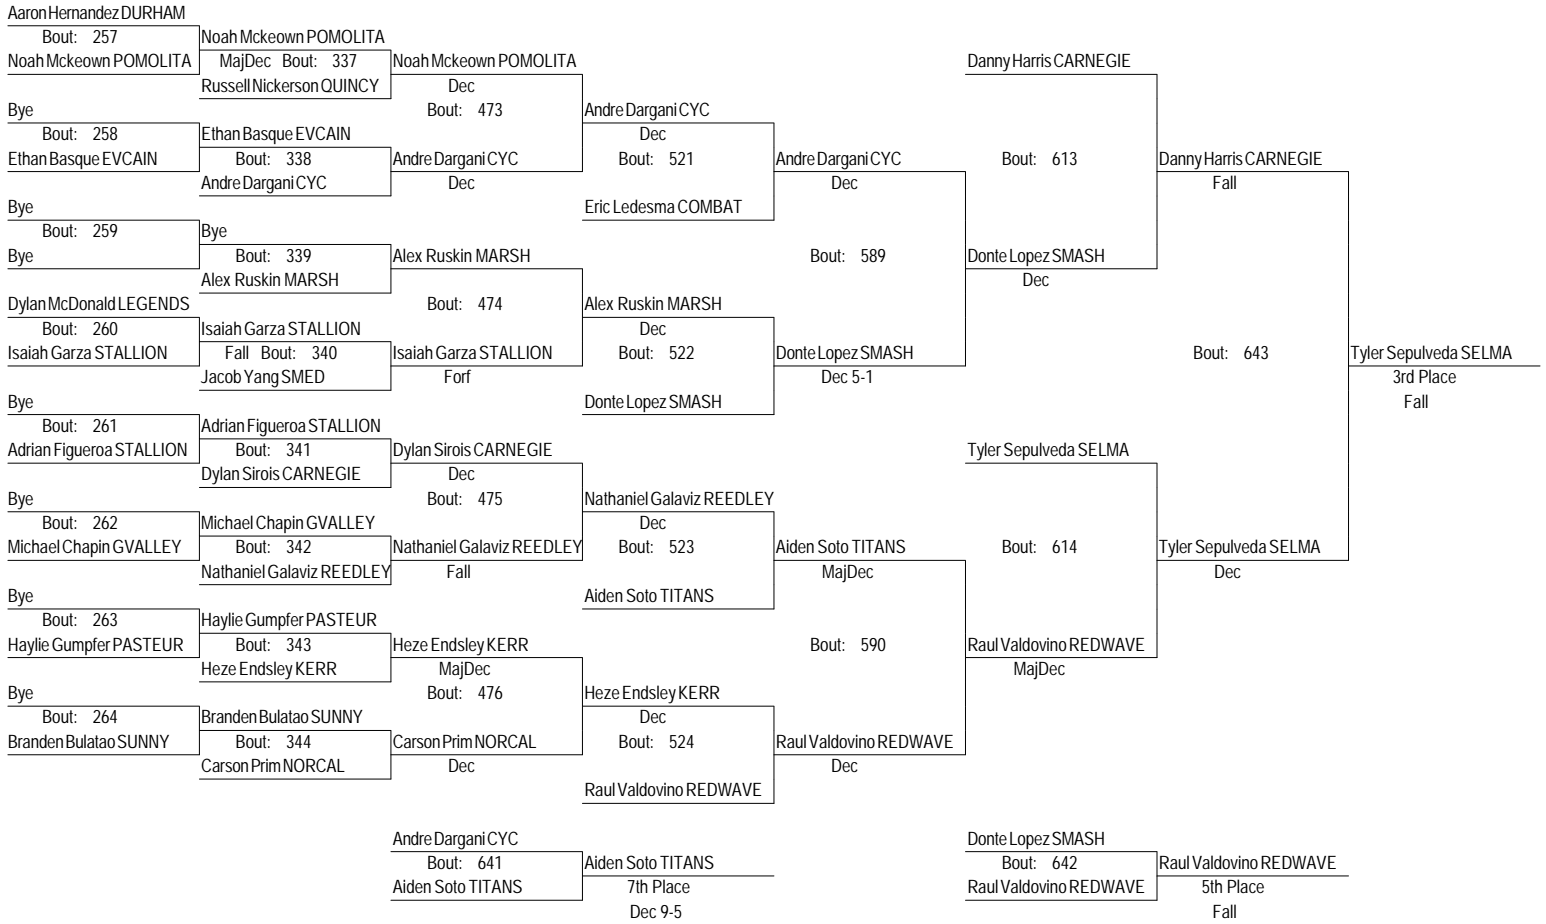 Aaron Hernandez DURHAM
Bout: 257
Noah Mckeown POMOLITA
Bye
Bout: 258
Ethan Basque EVCAIN
Bye
Bout: 259
Bye
Dylan McDonald LEGENDS
Bout: 260
Isaiah Garza STALLION
Bye
Bout: 261
Adrian Figueroa STALLION
Bye
Bout: 262
Michael Chapin GVALLEY
Bye
Bout: 263
Haylie Gumpfer PASTEUR
Bye
Bout: 264
Branden Bulatao SUNNY
Noah Mckeown POMOLITA
MajDec Bout: 337
Russell Nickerson QUINCY
Ethan Basque EVCAIN
Bout: 338
Andre Dargani CYC
Bye
Bout: 339
Alex Ruskin MARSH
Isaiah Garza STALLION
Fall Bout: 340
Jacob Yang SMED
Adrian Figueroa STALLION
Bout: 341
Dylan Sirois CARNEGIE
Michael Chapin GVALLEY
Bout: 342
Nathaniel Galaviz REEDLEY
Haylie Gumpfer PASTEUR
Bout: 343
Heze Endsley KERR
Branden Bulatao SUNNY
Bout: 344
Carson Prim NORCAL
Noah Mckeown POMOLITA
Dec
Bout: 473
Andre Dargani CYC
Dec
Alex Ruskin MARSH
Bout: 474
Isaiah Garza STALLION
Forf
Dylan Sirois CARNEGIE
Dec
Bout: 475
Nathaniel Galaviz REEDLEY
Fall
Heze Endsley KERR
MajDec
Bout: 476
Carson Prim NORCAL
Dec
Andre Dargani CYC
Dec
Bout: 521
Eric Ledesma COMBAT
Alex Ruskin MARSH
Dec
Bout: 522
Donte Lopez SMASH
Nathaniel Galaviz REEDLEY
Dec
Bout: 523
Aiden Soto TITANS
Heze Endsley KERR
Dec
Bout: 524
Raul Valdovino REDWAVE
Andre Dargani CYC
Dec
Bout: 589
Donte Lopez SMASH
Dec 5-1
Aiden Soto TITANS
MajDec
Bout: 590
Raul Valdovino REDWAVE
Dec
Danny Harris CARNEGIE
Bout: 613
Donte Lopez SMASH
Dec
Tyler Sepulveda SELMA
Bout: 614
Raul Valdovino REDWAVE
MajDec
Danny Harris CARNEGIE
Fall
Bout: 643
Tyler Sepulveda SELMA
Dec
Tyler Sepulveda SELMA
3rd Place
Fall
Andre Dargani CYC
Bout: 641
Aiden Soto TITANS
Aiden Soto TITANS
7th Place
Dec 9-5
Donte Lopez SMASH
Bout: 642
Raul Valdovino REDWAVE
Raul Valdovino REDWAVE
5th Place
Fall